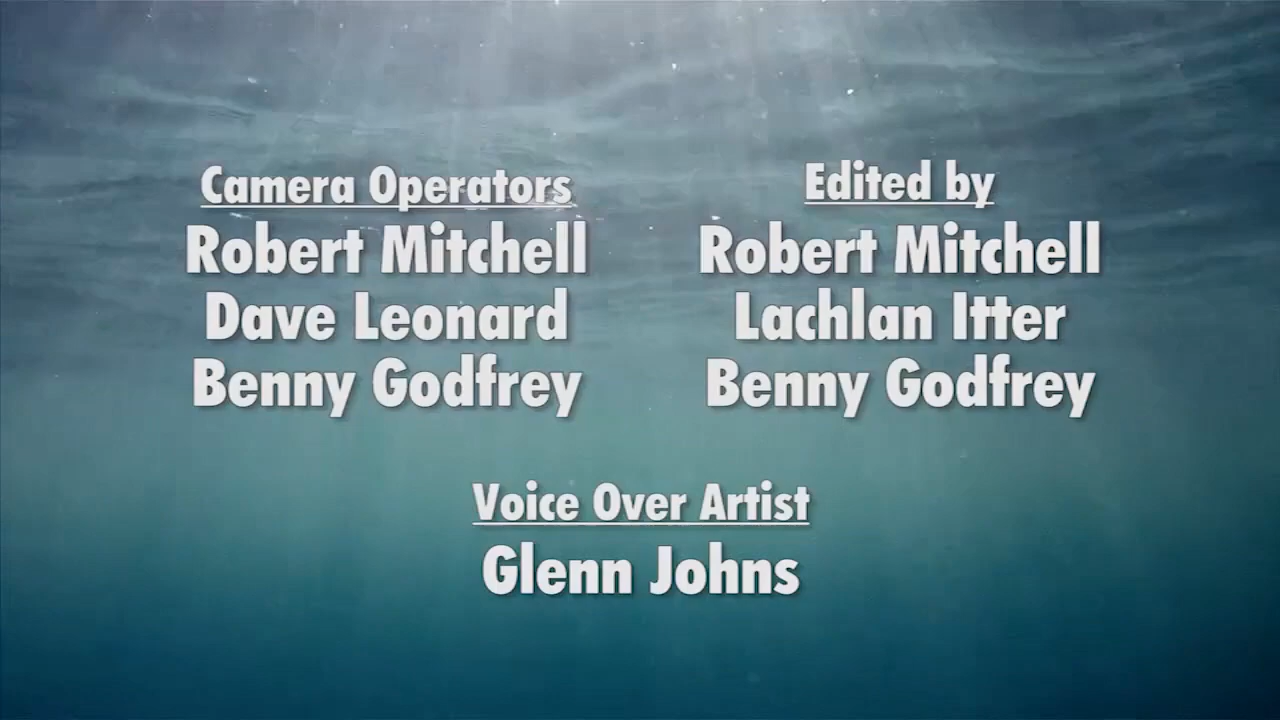 Camera Operators
Robert Mitchell
Dave Leonard
Benny Godfrey
Edited by
Robert Mitchell
Lachlan Itter
Benny Godfrey
Voice Over Artist
Glenn Johns